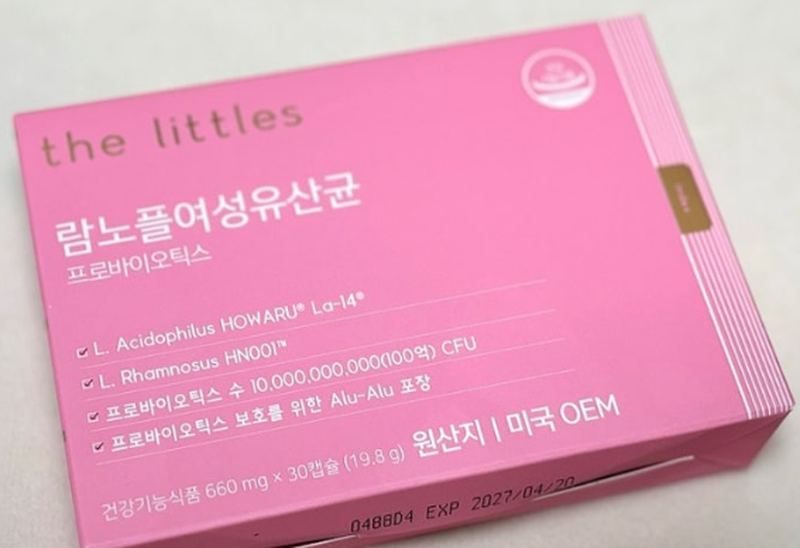 the littles
람노플여성유산균
프로바이오틱스
L. Acidophilus HOWARU® La-14®
L. Rhamnosus HN001™
프로바이오틱스 수 10,000,000,000(100억) CFU
프로바이오틱스 보호를 위한 Alu-Alu 포장
건강기능식품 660 mg × 30캡슐 (19.8 g) 원산지 | 미국 OEM
0488D4 EXP 2027/04/20